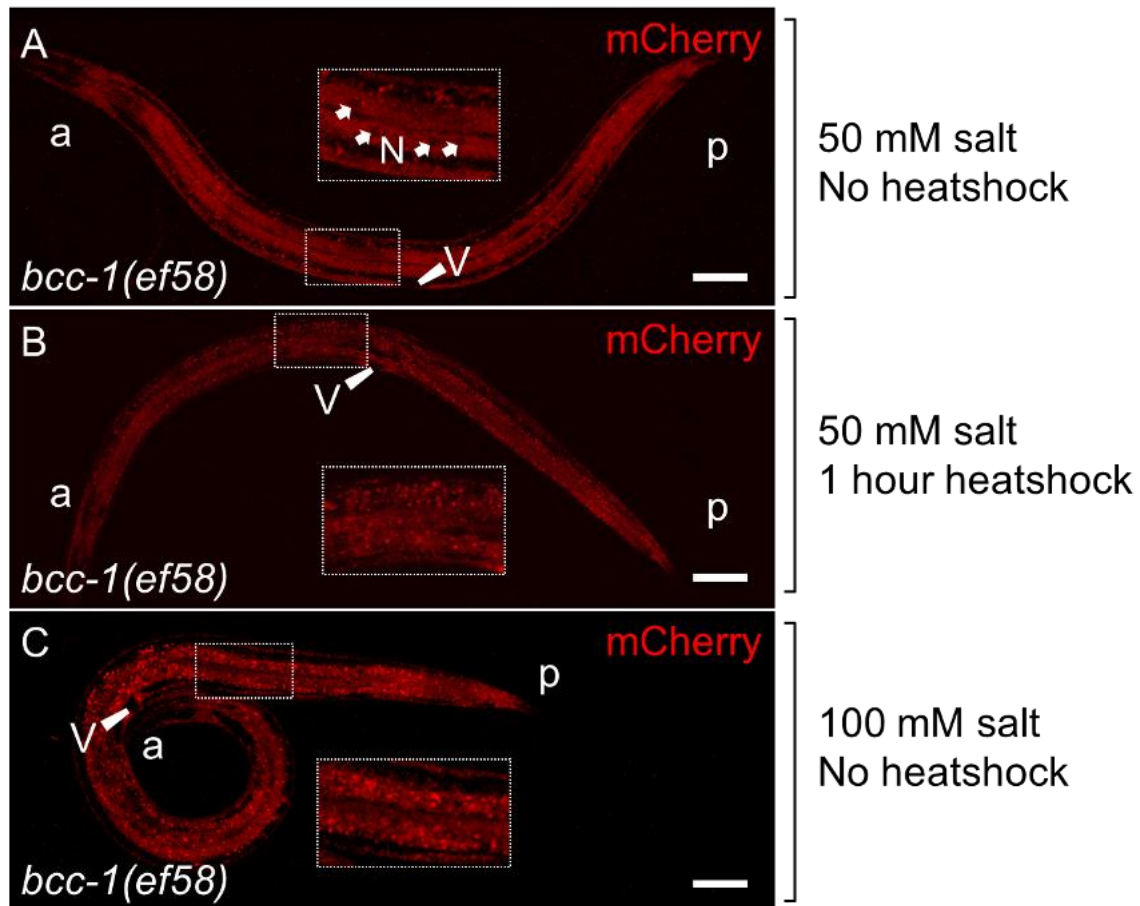 A
mCherry
a
N
p
V
bcc-1(ef58)
50 mM salt
No heatshock
B
mCherry
V
a
p
bcc-1(ef58)
50 mM salt
1 hour heatshock
C
mCherry
p
V
a
bcc-1(ef58)
100 mM salt
No heatshock